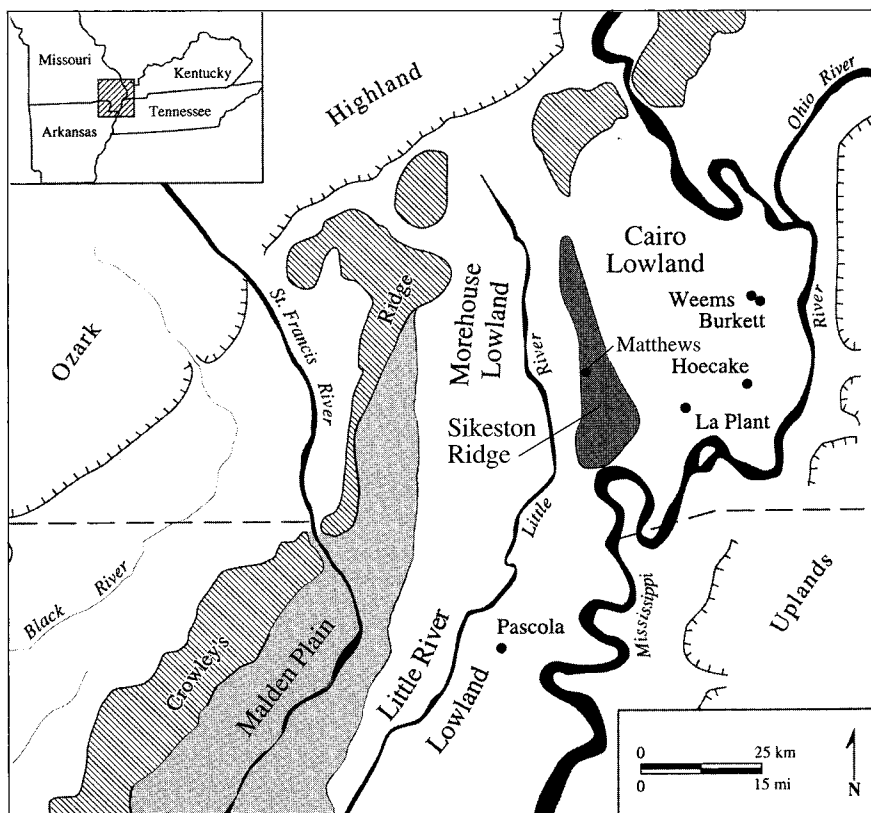 Missouri
Kentucky
Arkansas
Tennessee
Highland
Ohio River
Ozark
St. Francis
River
Ridge
Morehouse
Lowland
River
Little
Cairo
Lowland
Weems
Burkett
River
Matthews
Hoecake
Sikeston
Ridge
La Plant
Black River
Crowley's
Malden Plain
Little River
Lowland
Pascola
Mississippi
Uplands
0 25 km
0 15 mi
N